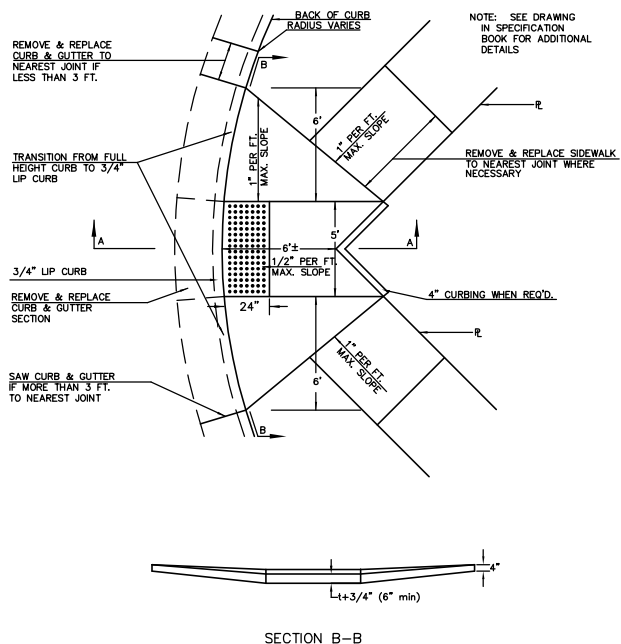 BACK OF CURB
RADIUS VARIES
NOTE: SEE DRAWING
IN SPECIFICATION
BOOK FOR ADDITIONAL
DETAILS
REMOVE & REPLACE
CURB & GUTTER TO
NEAREST JOINT IF
LESS THAN 3 FT.
B
6'
1" PER FT.
MAX. SLOPE
1" PER FT.
MAX. SLOPE
℄
REMOVE & REPLACE SIDEWALK
TO NEAREST JOINT WHERE
NECESSARY
TRANSITION FROM FULL
HEIGHT CURB TO 3/4"
LIP CURB
A
5'
A
6'±
1/2" PER FT.
MAX. SLOPE
3/4" LIP CURB
REMOVE & REPLACE
CURB & GUTTER
SECTION
24"
4" CURBING WHEN REQ'D.
℄
1" PER FT.
MAX. SLOPE
6'
SAW CURB & GUTTER
IF MORE THAN 3 FT.
TO NEAREST JOINT
B
4"
t+3/4" (6" min)
SECTION B-B